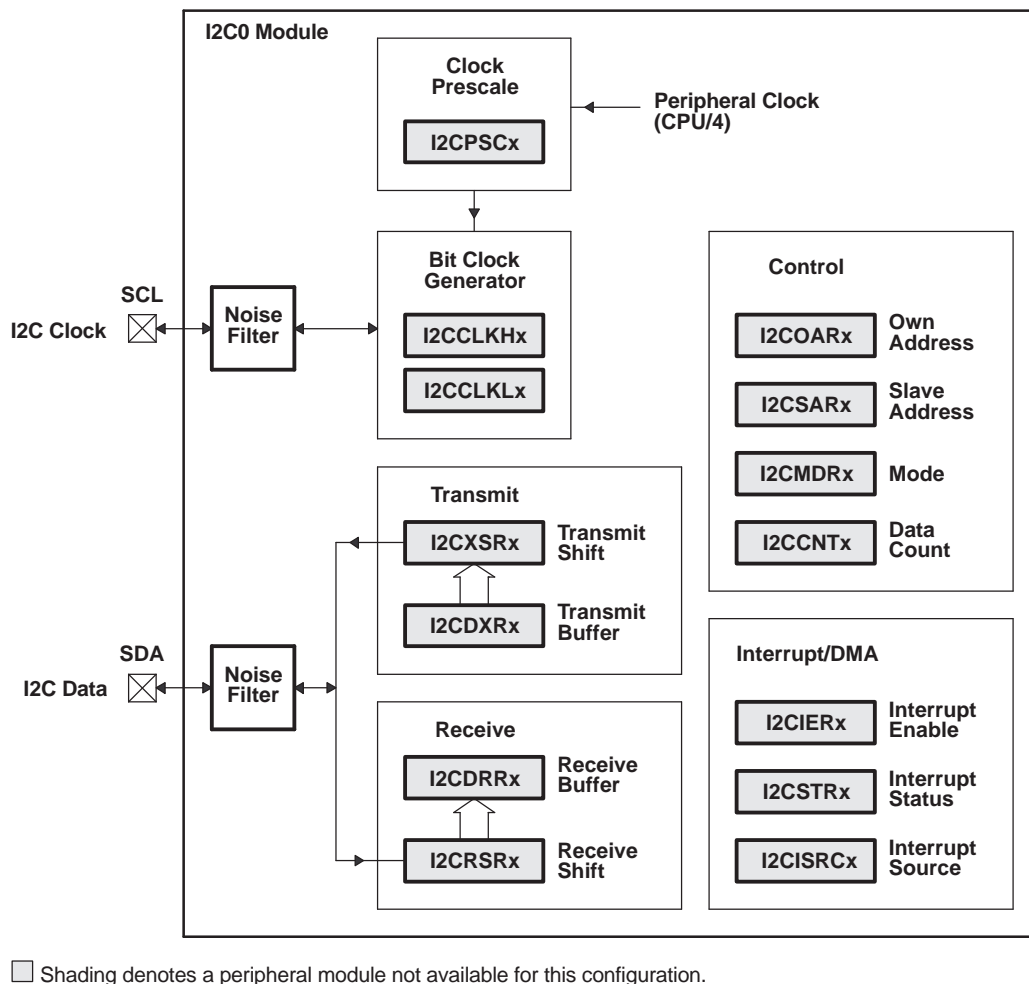 I2C0 Module
Clock
Prescale
I2CPSCx
Peripheral Clock
(CPU/4)
Bit Clock
Generator
I2CCLKHx
I2CCLKLx
SCL
I2C Clock
Noise
Filter
Control
I2COARx
Own
Address
I2CSARx
Slave
Address
I2CMDRx
Mode
I2CCNTx
Data
Count
Transmit
I2CXSRx
Transmit
Shift
I2CDXRx
Transmit
Buffer
SDA
I2C Data
Noise
Filter
Receive
I2CDRRx
Receive
Buffer
I2CRSRx
Receive
Shift
Interrupt/DMA
I2CIERx
Interrupt
Enable
I2CSTRx
Interrupt
Status
I2CISRCx
Interrupt
Source
Shading denotes a peripheral module not available for this configuration.